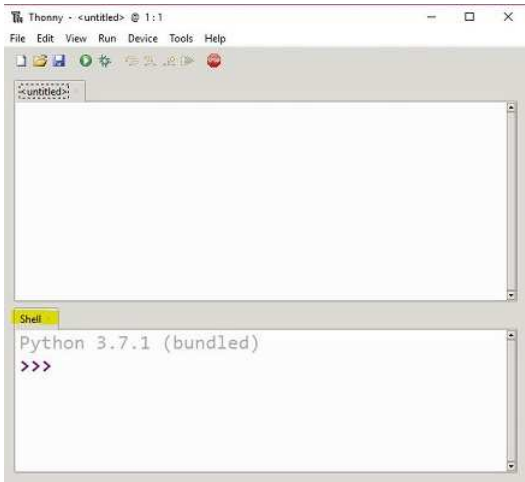 Thonny - <untitled> @ 1:1
File Edit View Run Device Tools Help
<untitled>
Shell
Python 3.7.1 (bundled)
>>>